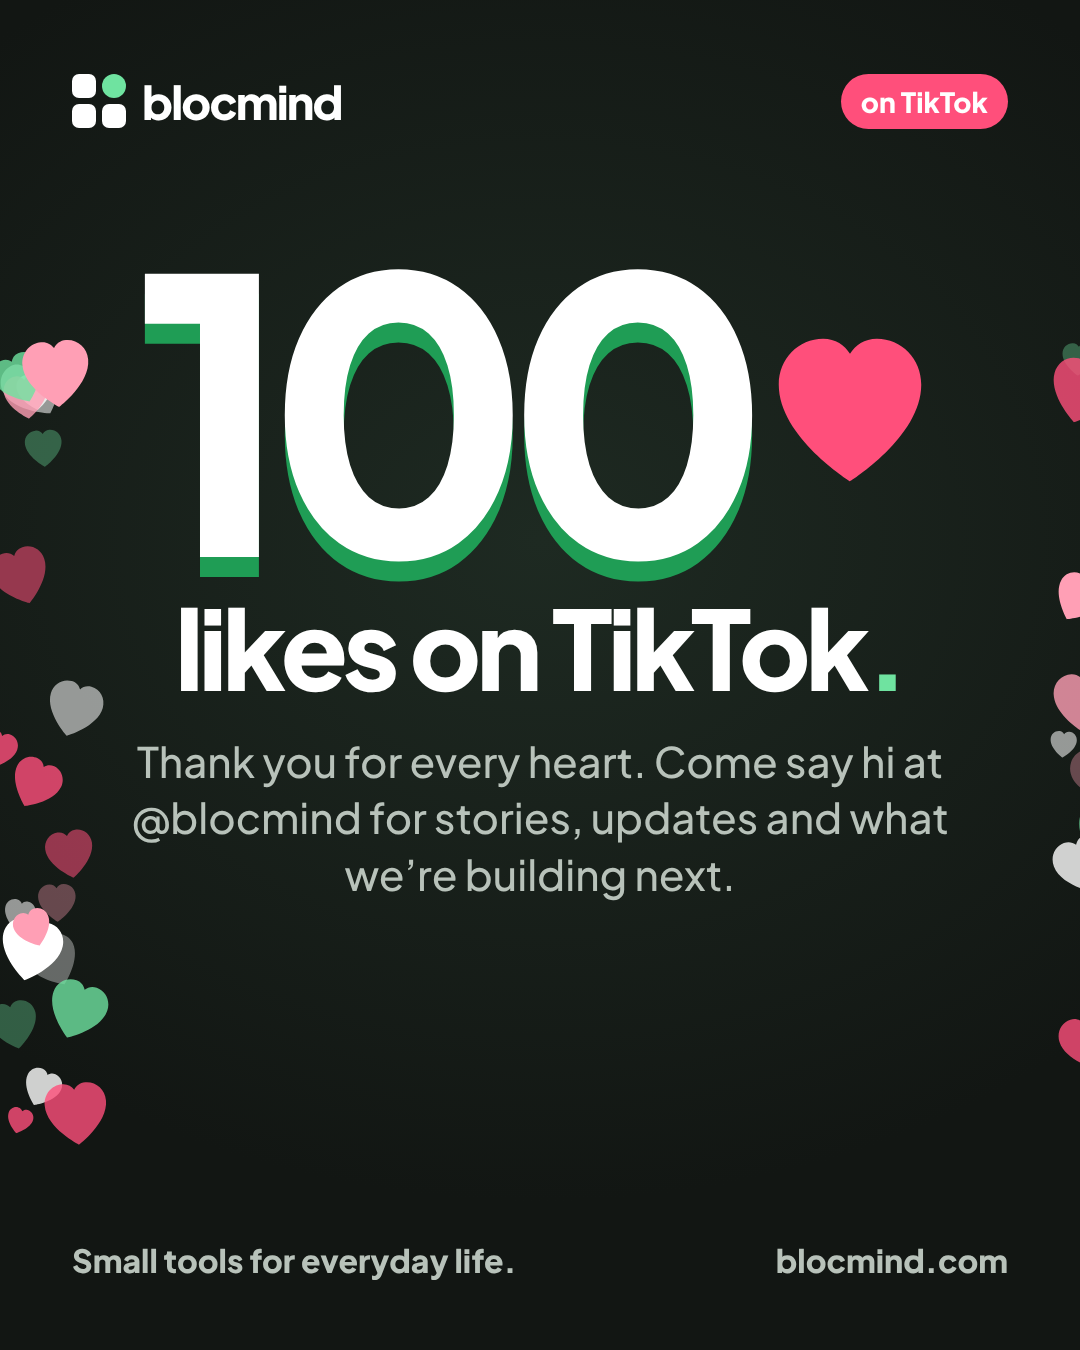 blocmind
on TikTok
100
likes on TikTok.
Thank you for every heart. Come say hi at
@blocmind for stories, updates and what
we’re building next.
Small tools for everyday life.
blocmind.com